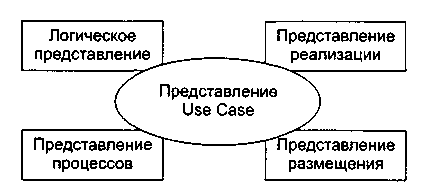 Логическое
представление
Представление
реализации
Представление
Use Case
Представление
процессов
Представление
размещения